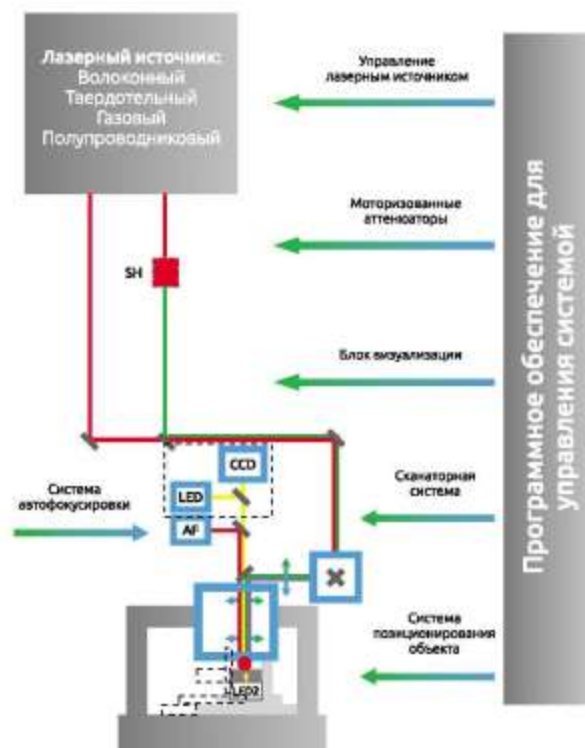 Лазерный источник:
Волоконный
Твердотельный
Газовый
Полупроводниковый
Управление
лазерным источником
Моторизованные
аттенюаторы
SH
Блок визуализации
CCD
LED
AF
Система
автофокусировки
Сканаторная
система
Система
позиционирования
объекта
LED2
Программное обеспечение для
управления системой